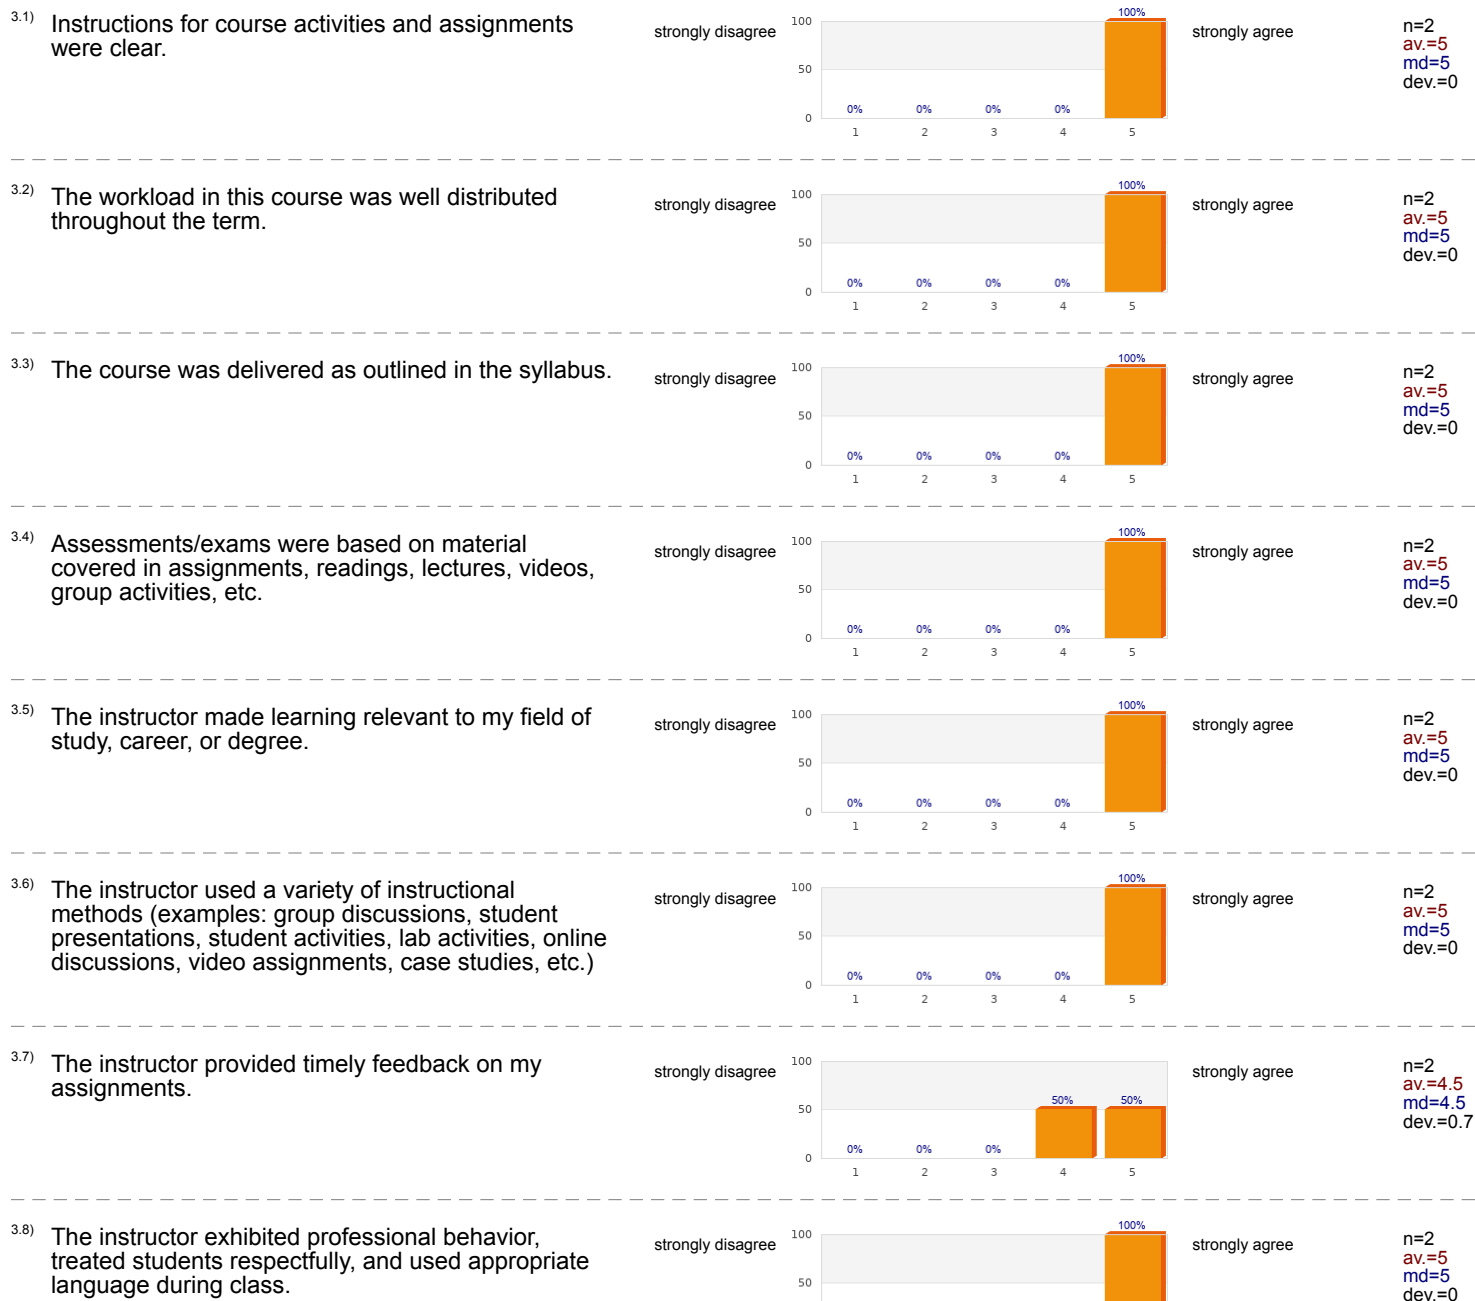 3.1) Instructions for course activities and assignments
were clear.
strongly disagree
100
50
0
0% 0% 0% 0% 100%
1 2 3 4 5
strongly agree
n=2
av.=5
md=5
dev.=0
3.2) The workload in this course was well distributed
throughout the term.
strongly disagree
100
50
0
0% 0% 0% 0% 100%
1 2 3 4 5
strongly agree
n=2
av.=5
md=5
dev.=0
3.3) The course was delivered as outlined in the syllabus.
strongly disagree
100
50
0
0% 0% 0% 0% 100%
1 2 3 4 5
strongly agree
n=2
av.=5
md=5
dev.=0
3.4) Assessments/exams were based on material
covered in assignments, readings, lectures, videos,
group activities, etc.
strongly disagree
100
50
0
0% 0% 0% 0% 100%
1 2 3 4 5
strongly agree
n=2
av.=5
md=5
dev.=0
3.5) The instructor made learning relevant to my field of
study, career, or degree.
strongly disagree
100
50
0
0% 0% 0% 0% 100%
1 2 3 4 5
strongly agree
n=2
av.=5
md=5
dev.=0
3.6) The instructor used a variety of instructional
methods (examples: group discussions, student
presentations, student activities, lab activities, online
discussions, video assignments, case studies, etc.)
strongly disagree
100
50
0
0% 0% 0% 0% 100%
1 2 3 4 5
strongly agree
n=2
av.=5
md=5
dev.=0
3.7) The instructor provided timely feedback on my
assignments.
strongly disagree
100
50
0
0% 0% 0% 50% 50%
1 2 3 4 5
strongly agree
n=2
av.=4.5
md=4.5
dev.=0.7
3.8) The instructor exhibited professional behavior,
treated students respectfully, and used appropriate
language during class.
strongly disagree
100
50
100%
strongly agree
n=2
av.=5
md=5
dev.=0